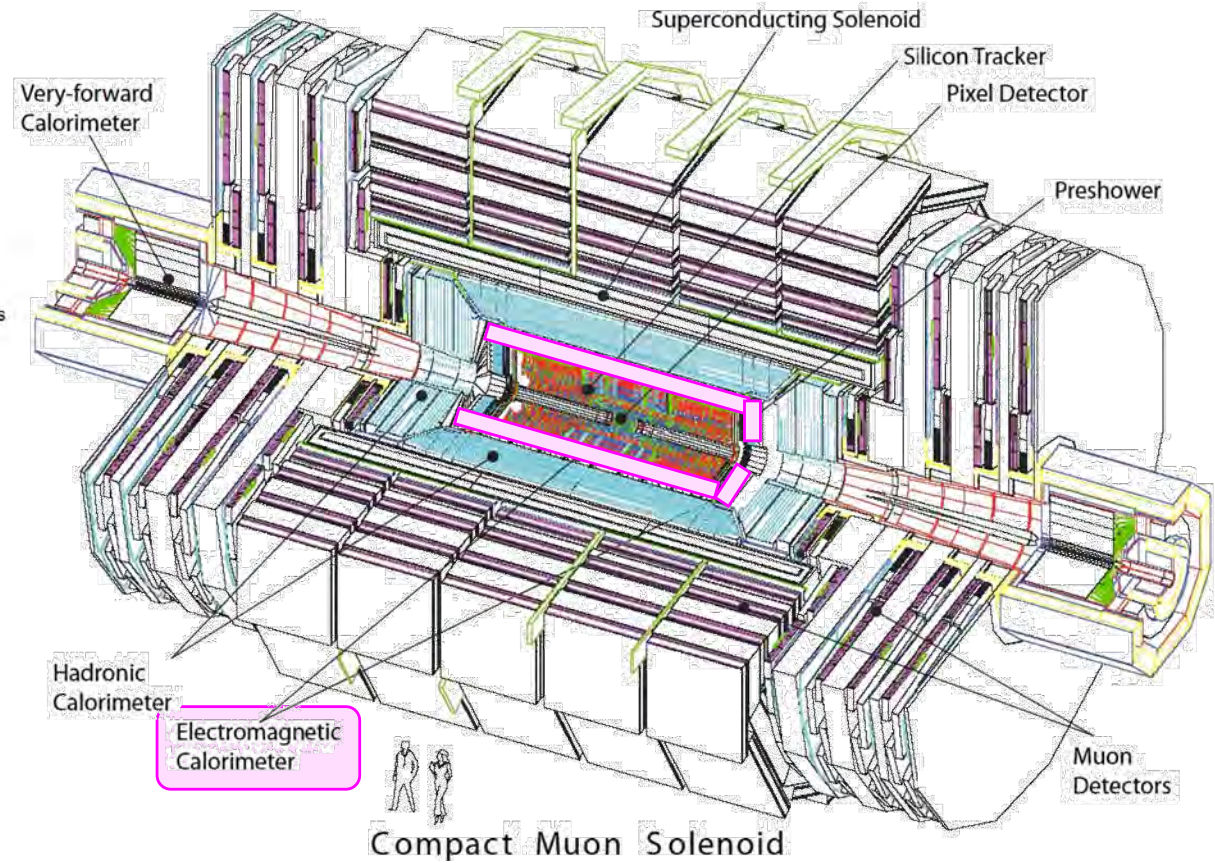 Superconducting Solenoid
Silicon Tracker
Pixel Detector
Very-forward
Calorimeter
Preshower
s
Hadronic
Calorimeter
Electromagnetic
Calorimeter
Muon
Detectors
Compact Muon Solenoid